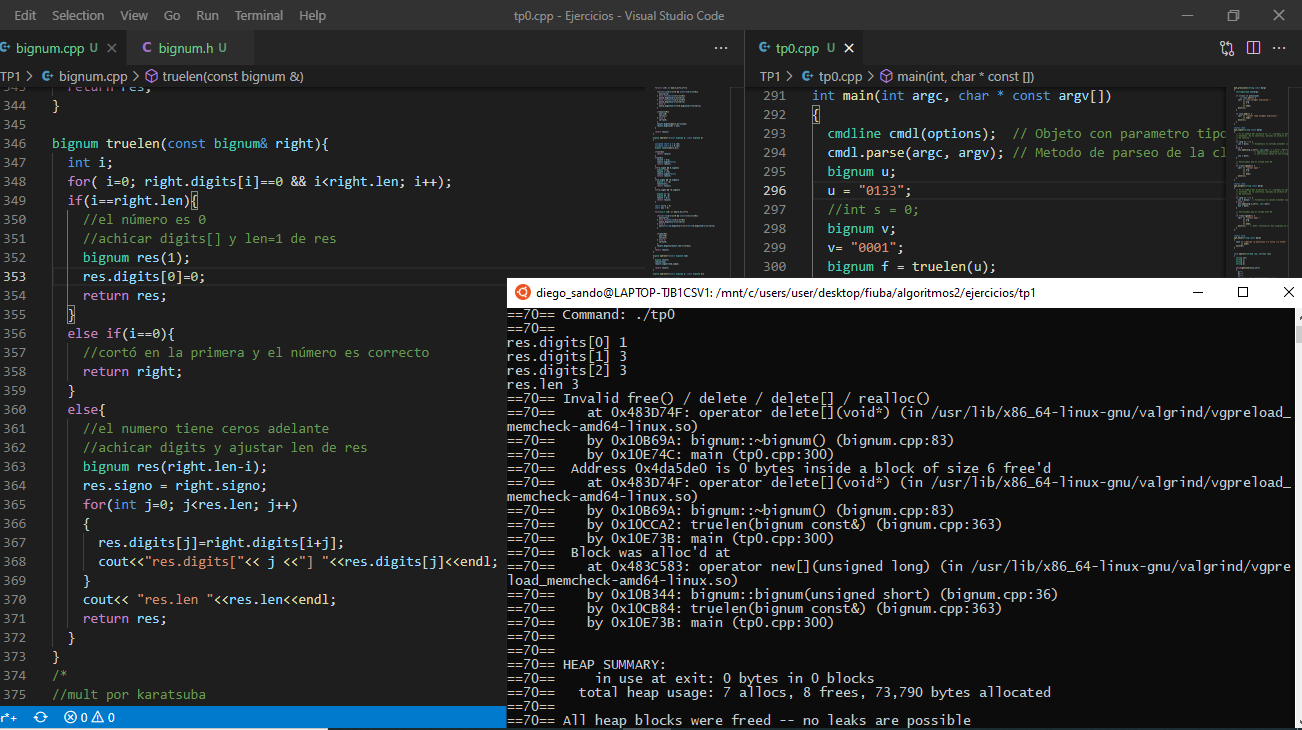 Edit Selection View Go Run Terminal Help tp0.cpp - Ejercicios - Visual Studio Code
bignum.cpp U
bignum.h U
TP1 > bignum.cpp > truelen(const bignum &)
return res;
344 }
345
346 bignum truelen(const bignum& right){
347 int i;
348 for( i=0; right.digits[i]==0 && i<right.len; i++);
349 if(i==right.len){
350 //el número es 0
351 //achicar digits[] y len=1 de res
352 bignum res(1);
353 res.digits[0]=0;
354 return res;
355 }
356 else if(i==0){
357 //cortó en la primera y el número es correcto
358 return right;
359 }
360 else{
361 //el numero tiene ceros adelante
362 //achicar digits y ajustar len de res
363 bignum res(right.len-i);
364 res.signo = right.signo;
365 for(int j=0; j<res.len; j++)
366 {
367 res.digits[j]=right.digits[i+j];
368 cout<<"res.digits["<< j <<"] "<<res.digits[j]<<endl;
369 }
370 cout<< "res.len "<<res.len<<endl;
371 return res;
372 }
373 }
374 /*
375 //mult por karatsuba
0 0
tp0.cpp U
TP1 > tp0.cpp > main(int, char * const [])
291 int main(int argc, char * const argv[])
292 {
293 cmdline cmdl(options); // Objeto con parametro tipo
294 cmdl.parse(argc, argv); // Metodo de parseo de la cl
295 bignum u;
296 u = "0133";
297 //int s = 0;
298 bignum v;
299 v= "0001";
300 bignum f = truelen(u);
diego_sando@LAPTOP-TJB1CSV1: /mnt/c/users/user/desktop/fiuba/algoritmos2/ejercicios/tp1
==70== Command: ./tp0
==70==
res.digits[0] 1
res.digits[1] 3
res.digits[2] 3
res.len 3
==70== Invalid free() / delete / delete[] / realloc()
==70== at 0x483D74F: operator delete[](void*) (in /usr/lib/x86_64-linux-gnu/valgrind/vgpreload_
memcheck-amd64-linux.so)
==70== by 0x10B69A: bignum::~bignum() (bignum.cpp:83)
==70== by 0x10E74C: main (tp0.cpp:300)
==70== Address 0x4da5de0 is 0 bytes inside a block of size 6 free'd
==70== at 0x483D74F: operator delete[](void*) (in /usr/lib/x86_64-linux-gnu/valgrind/vgpreload_
memcheck-amd64-linux.so)
==70== by 0x10B69A: bignum::~bignum() (bignum.cpp:83)
==70== by 0x10CCA2: truelen(bignum const&) (bignum.cpp:363)
==70== by 0x10E73B: main (tp0.cpp:300)
==70== Block was alloc'd at
==70== at 0x483C583: operator new[](unsigned long) (in /usr/lib/x86_64-linux-gnu/valgrind/vgpre
load_memcheck-amd64-linux.so)
==70== by 0x10B344: bignum::bignum(unsigned short) (bignum.cpp:36)
==70== by 0x10CB84: truelen(bignum const&) (bignum.cpp:363)
==70== by 0x10E73B: main (tp0.cpp:300)
==70==
==70==
==70== HEAP SUMMARY:
==70== in use at exit: 0 bytes in 0 blocks
==70== total heap usage: 7 allocs, 8 frees, 73,790 bytes allocated
==70==
==70== All heap blocks were freed -- no leaks are possible